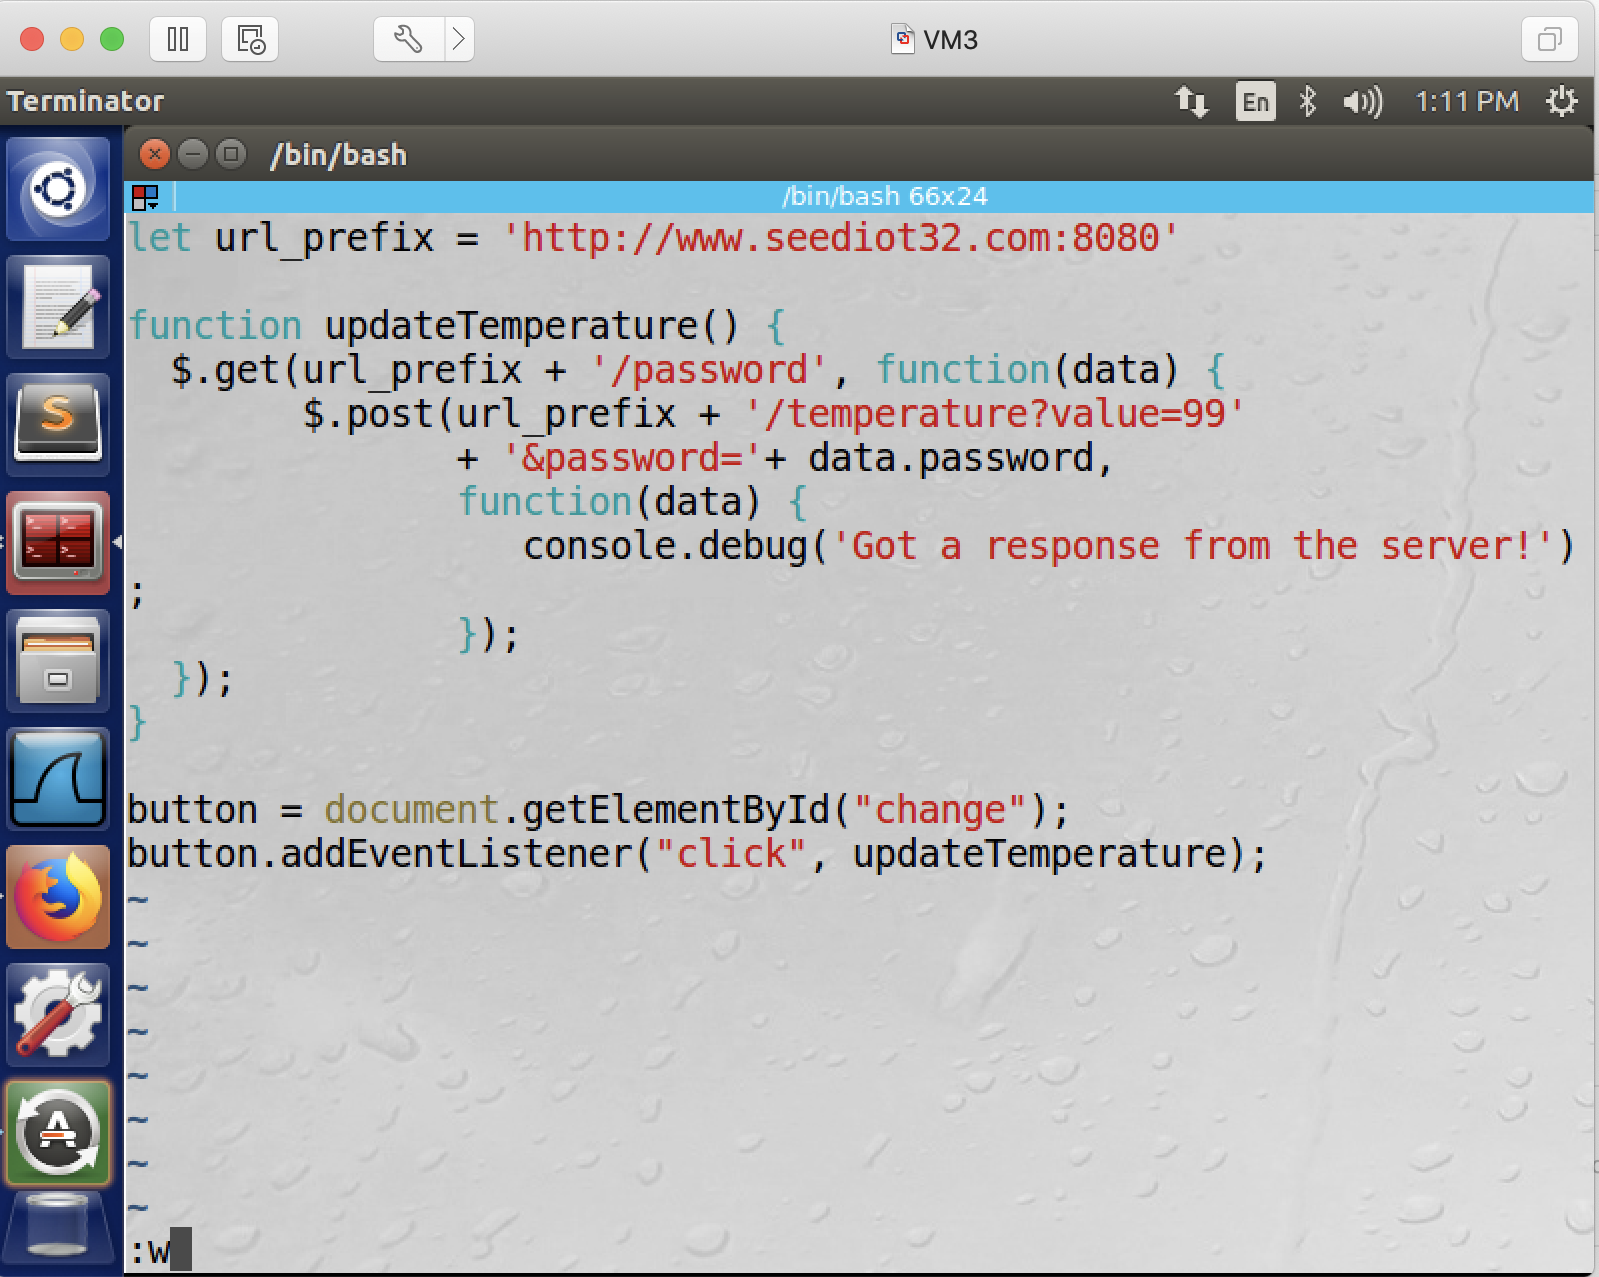 VM3
Terminator
En
1:11 PM
/bin/bash
/bin/bash 66x24
let url_prefix = 'http://www.seediot32.com:8080'
function updateTemperature() {
$.get(url_prefix + '/password', function(data) {
$.post(url_prefix + '/temperature?value=99'
+ '&password='+ data.password,
function(data) {
console.debug('Got a response from the server!')
;
});
});
}
button = document.getElementById("change");
button.addEventListener("click", updateTemperature);
~
~
~
~
~
~
~
~
:w